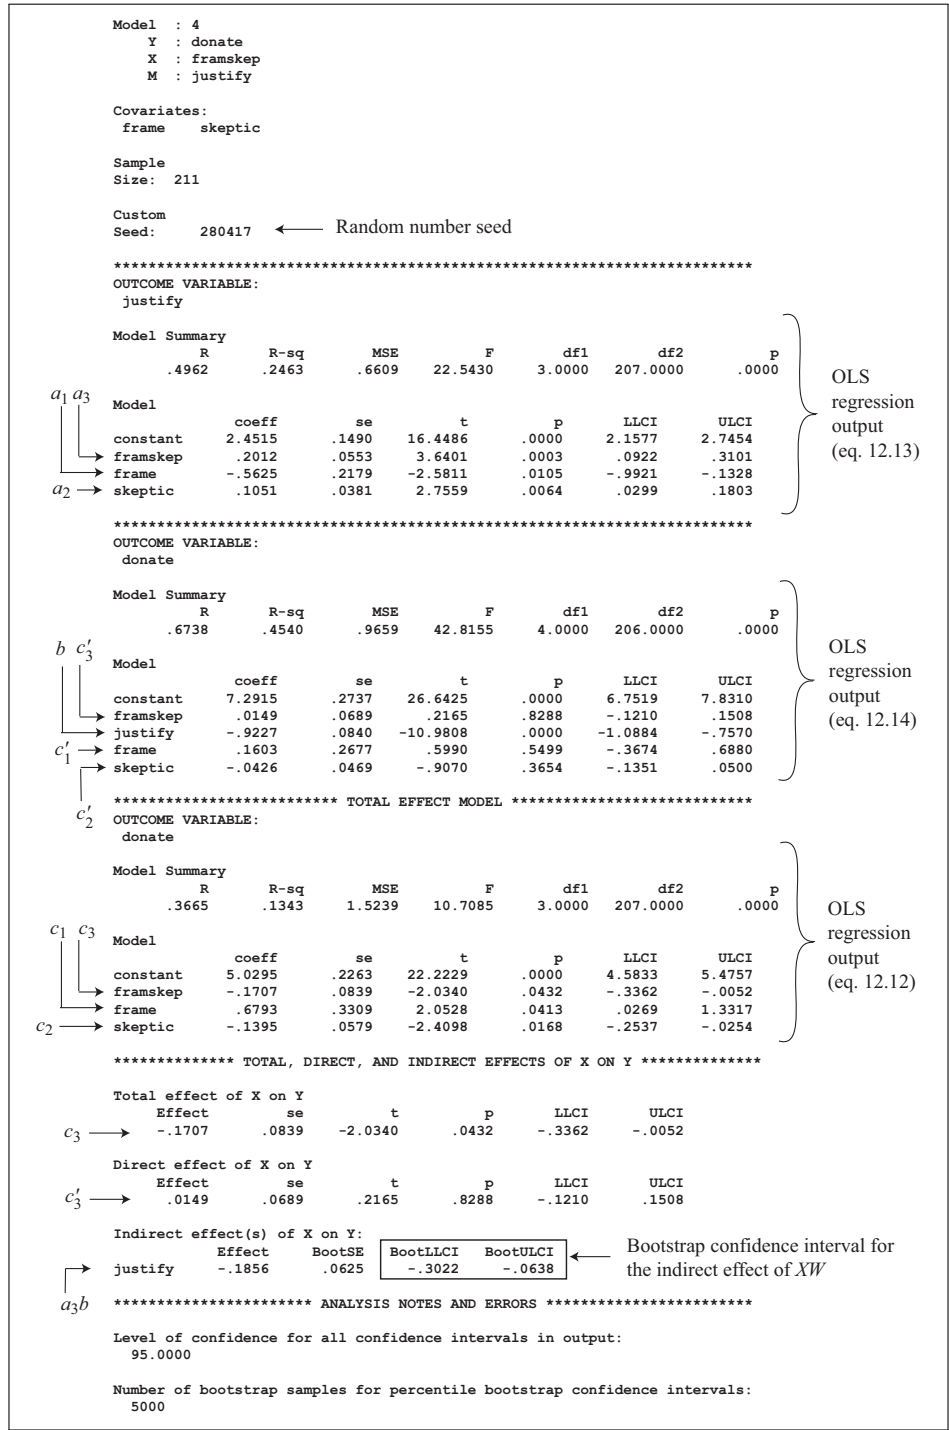 Model : 4
Y : donate
X : framskep
M : justify
Covariates:
frame skeptic
Sample
Size: 211
Custom
Seed: 280417 Random number seed
**************************************************************************
OUTCOME VARIABLE:
justify
Model Summary
R R-sq MSE F df1 df2 p
.4962 .2463 .6609 22.5430 3.0000 207.0000 .0000
OLS
regression
output
(eq. 12.13)
a1 a3
Model
coeff se t p LLCI ULCI
constant 2.4515 .1490 16.4486 .0000 2.1577 2.7454
framskep .2012 .0553 3.6401 .0003 .0922 .3101
frame -.5625 .2179 -2.5811 .0105 -.9921 -.1328
a2 skeptic .1051 .0381 2.7559 .0064 .0299 .1803
**************************************************************************
OUTCOME VARIABLE:
donate
Model Summary
R R-sq MSE F df1 df2 p
.6738 .4540 .9659 42.8155 4.0000 206.0000 .0000
OLS
regression
output
(eq. 12.14)
b c′3
Model
coeff se t p LLCI ULCI
constant 7.2915 .2737 26.6425 .0000 6.7519 7.8310
framskep .0149 .0689 .2165 .8288 -.1210 .1508
justify -.9227 .0840 -10.9808 .0000 -1.0884 -.7570
c′1 frame .1603 .2677 .5990 .5499 -.3674 .6880
skeptic -.0426 .0469 -.9070 .3654 -.1351 .0500
c′2
************************** TOTAL EFFECT MODEL ****************************
OUTCOME VARIABLE:
donate
Model Summary
R R-sq MSE F df1 df2 p
.3665 .1343 1.5239 10.7085 3.0000 207.0000 .0000
OLS
regression
output
(eq. 12.12)
c1 c3
Model
coeff se t p LLCI ULCI
constant 5.0295 .2263 22.2229 .0000 4.5833 5.4757
framskep -.1707 .0839 -2.0340 .0432 -.3362 -.0052
frame .6793 .3309 2.0528 .0413 .0269 1.3317
c2 skeptic -.1395 .0579 -2.4098 .0168 -.2537 -.0254
************** TOTAL, DIRECT, AND INDIRECT EFFECTS OF X ON Y **************
Total effect of X on Y
Effect se t p LLCI ULCI
c3 -.1707 .0839 -2.0340 .0432 -.3362 -.0052
Direct effect of X on Y
Effect se t p LLCI ULCI
c′3 .0149 .0689 .2165 .8288 -.1210 .1508
Indirect effect(s) of X on Y:
Effect BootSE BootLLCI BootULCI
justify -.1856 .0625 -.3022 -.0638
Bootstrap confidence interval for
the indirect effect of XW
a3b
*********************** ANALYSIS NOTES AND ERRORS ************************
Level of confidence for all confidence intervals in output:
95.0000
Number of bootstrap samples for percentile bootstrap confidence intervals:
5000